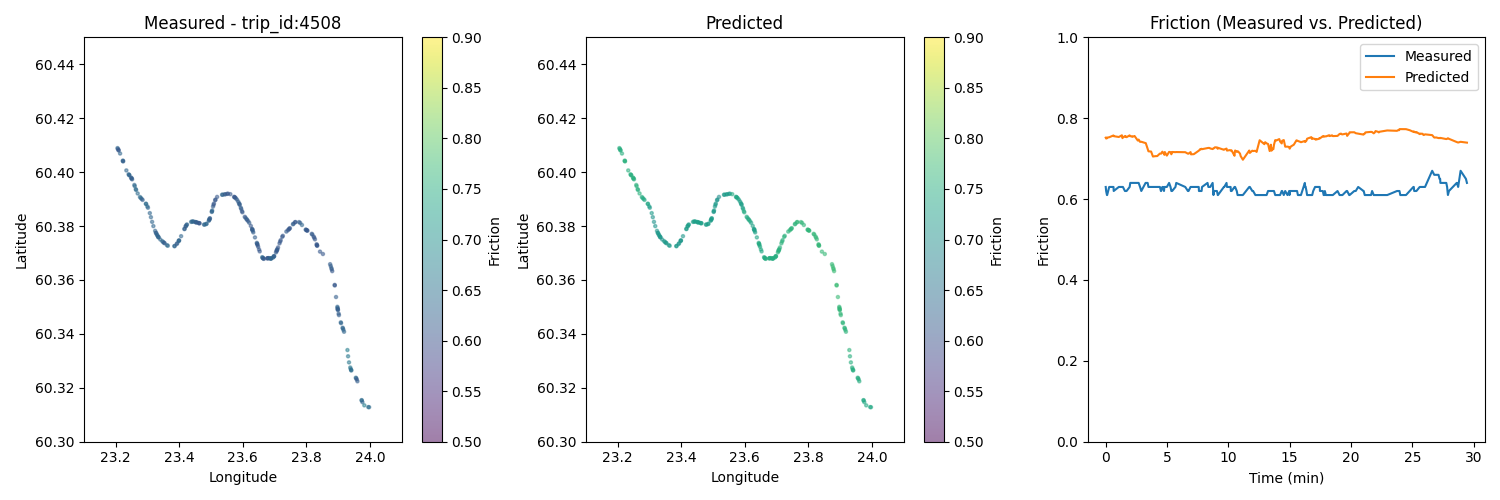 Measured - trip_id:4508
60.44
60.42
60.40
60.38
60.36
60.34
60.32
60.30
Latitude
23.2 23.4 23.6 23.8 24.0
Longitude
0.90
0.85
0.80
0.75
0.70
0.65
0.60
0.55
0.50
Friction
Predicted
60.44
60.42
60.40
60.38
60.36
60.34
60.32
60.30
Latitude
23.2 23.4 23.6 23.8 24.0
Longitude
0.90
0.85
0.80
0.75
0.70
0.65
0.60
0.55
0.50
Friction
Friction (Measured vs. Predicted)
1.0
0.8
0.6
0.4
0.2
0.0
Friction
Measured
Predicted
0 5 10 15 20 25 30
Time (min)